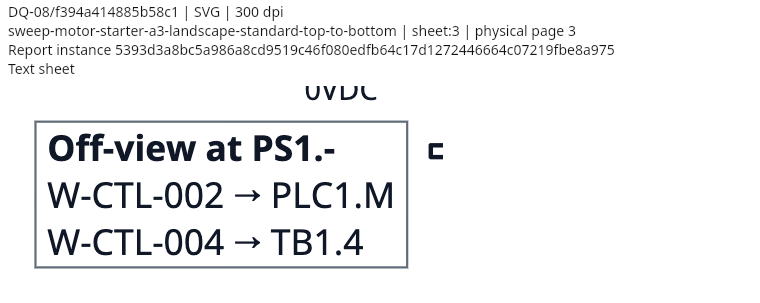 DQ-08/f394a414885b58c1 | SVG | 300 dpi
sweep-motor-starter-a3-landscape-standard-top-to-bottom | sheet:3 | physical page 3
Report instance 5393d3a8bc5a986a8cd9519c46f080edfb64c17d1272446664c07219fbe8a975
Text sheet
0VDC
Off-view at PS1.-
W-CTL-002 → PLC1.M
W-CTL-004 → TB1.4